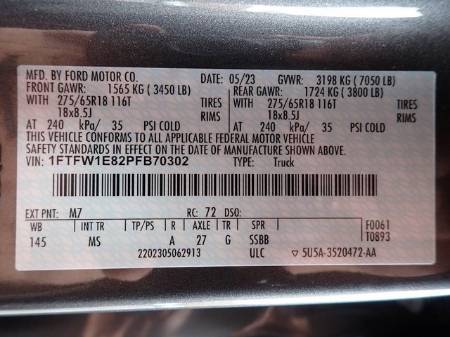 MFD. BY FORD MOTOR CO. DATE: 05/23 GVWR: 3198 KG (7050 LB)
FRONT GAWR: 1565 KG (3450 LB) REAR GAWR: 1724 KG (3800 LB)
WITH 275/65R18 116T TIRES WITH 275/65R18 116T TIRES
18x8.5J RIMS 18x8.5J RIMS
AT 240 kPa/ 35 PSI COLD AT 240 kPa/ 35 PSI COLD
THIS VEHICLE CONFORMS TO ALL APPLICABLE FEDERAL MOTOR VEHICLE
SAFETY STANDARDS IN EFFECT ON THE DATE OF MANUFACTURE SHOWN ABOVE.
VIN: 1FTFW1E82PFB70302 TYPE: Truck
EXT PNT: M7 RC: 72 DSO: F0061
WB INT TR TP/PS R AXLE TR SPR T0893
145 MS A 27 G SSBB
2202305062913 ULC ▽ 5U5A-3520472-AA